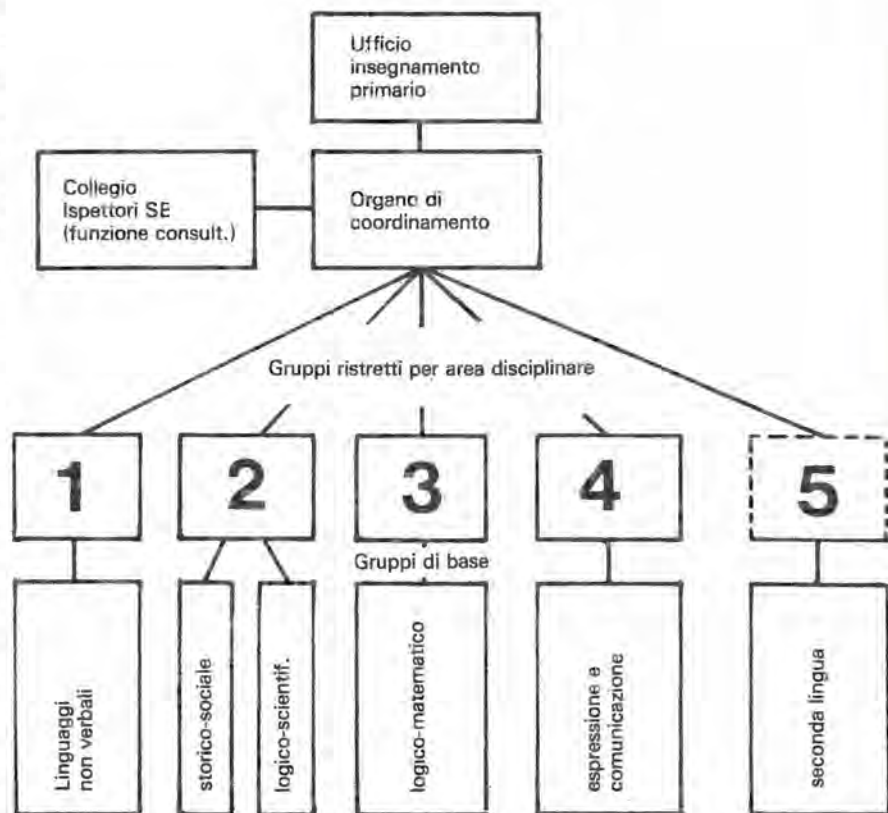 Ufficio
insegnamento
primario
Collegio
Ispettori SE
(funzione consult.)
Organo di
coordinamento
Gruppi ristretti per area disciplinare
1
2
3
4
5
Gruppi di base
Linguaggi
non verbali
storico-sociale
logico-scientif.
logico-matematico
espressione e
comunicazione
seconda lingua